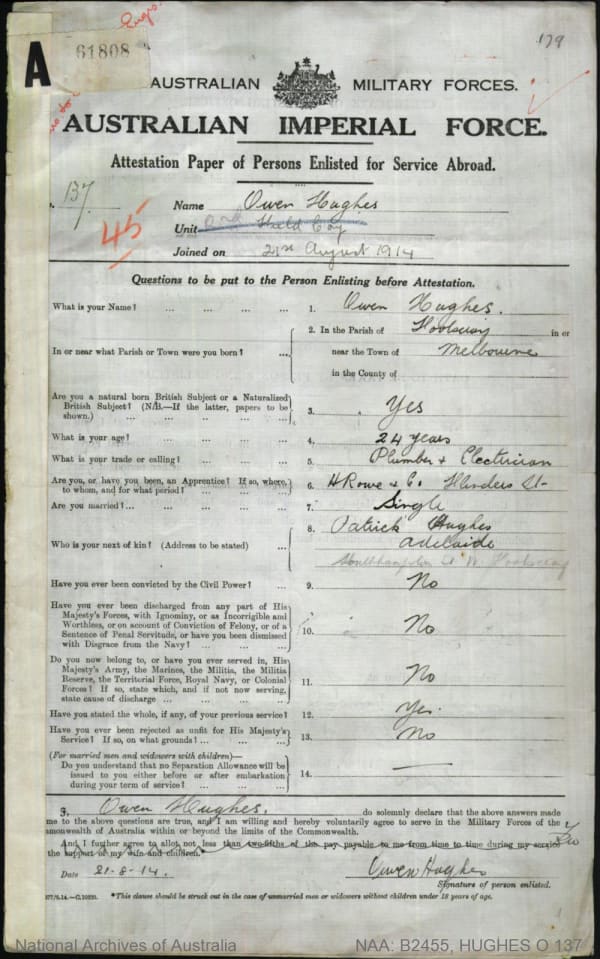 179
A
61808
Engrs.
AUSTRALIAN MILITARY FORCES.
AUSTRALIAN IMPERIAL FORCE.
Attestation Paper of Persons Enlisted for Service Abroad.
137
45
Name Owen Hughes
Unit 2nd Field Coy
Joined on 21st August 1914
Questions to be put to the Person Enlisting before Attestation.
What is your Name? ... ... ... ... 1. Owen Hughes.
In or near what Parish or Town were you born? ... 2. In the Parish of Footscray in or
near the Town of Melbourne
in the County of
Are you a natural born British Subject or a Naturalized
British Subject? (N.B.—If the latter, papers to be
shown.) ... ... ... ... 3. Yes
What is your age? ... ... ... ... 4. 24 years
What is your trade or calling? ... ... ... 5. Plumber & Electrician
Are you, or have you been, an Apprentice? If so, where,
to whom, and for what period? ... ... ... 6. H Rowe & Co Flinders St
Are you married? ... ... ... ... 7. Single
Who is your next of kin? (Address to be stated) ... 8. Patrick Hughes
Adelaide
Southhampton St W. Footscray
Have you ever been convicted by the Civil Power? ... 9. No
Have you ever been discharged from any part of His
Majesty's Forces, with Ignominy, or as Incorrigible and
Worthless, or on account of Conviction of Felony, or of a
Sentence of Penal Servitude, or have you been dismissed
with Disgrace from the Navy? ... ... ... 10. No
Do you now belong to, or have you ever served in, His
Majesty's Army, the Marines, the Militia, the Militia
Reserve, the Territorial Force, Royal Navy, or Colonial
Forces? If so, state which, and if not now serving,
state cause of discharge ... ... ... 11. No
Have you stated the whole, if any, of your previous service? 12. Yes.
Have you ever been rejected as unfit for His Majesty's
Service? If so, on what grounds? ... ... ... 13. No
(For married men and widowers with children)—
Do you understand that no Separation Allowance will be
issued to you either before or after embarkation
during your term of service? ... ... ... 14. —
I, Owen Hughes. do solemnly declare that the above answers made
me to the above questions are true, and I am willing and hereby voluntarily agree to serve in the Military Forces of the
mmonwealth of Australia within or beyond the limits of the Commonwealth.
And I further agree to allot not less than two-fifths of the pay payable to me from time to time during my service
the support of my wife and children.*
Date 21-8-14. Owen Hughes
Signature of person enlisted.
*This clause should be struck out in the case of unmarried men or widowers without children under 18 years of age.
National Archives of Australia NAA: B2455, HUGHES O 137